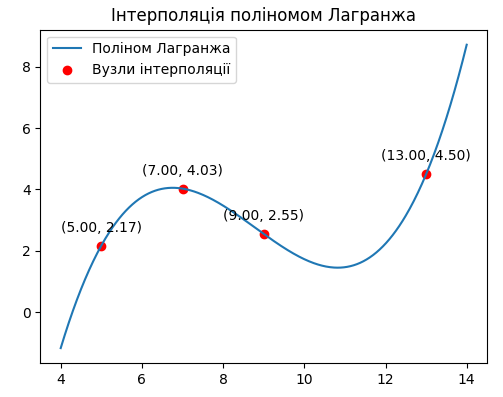 Інтерполяція поліномом Лагранжа
Поліном Лагранжа
Вузли інтерполяції
(13.00, 4.50)
(7.00, 4.03)
(9.00, 2.55)
(5.00, 2.17)
8
6
4
2
0
4 6 8 10 12 14